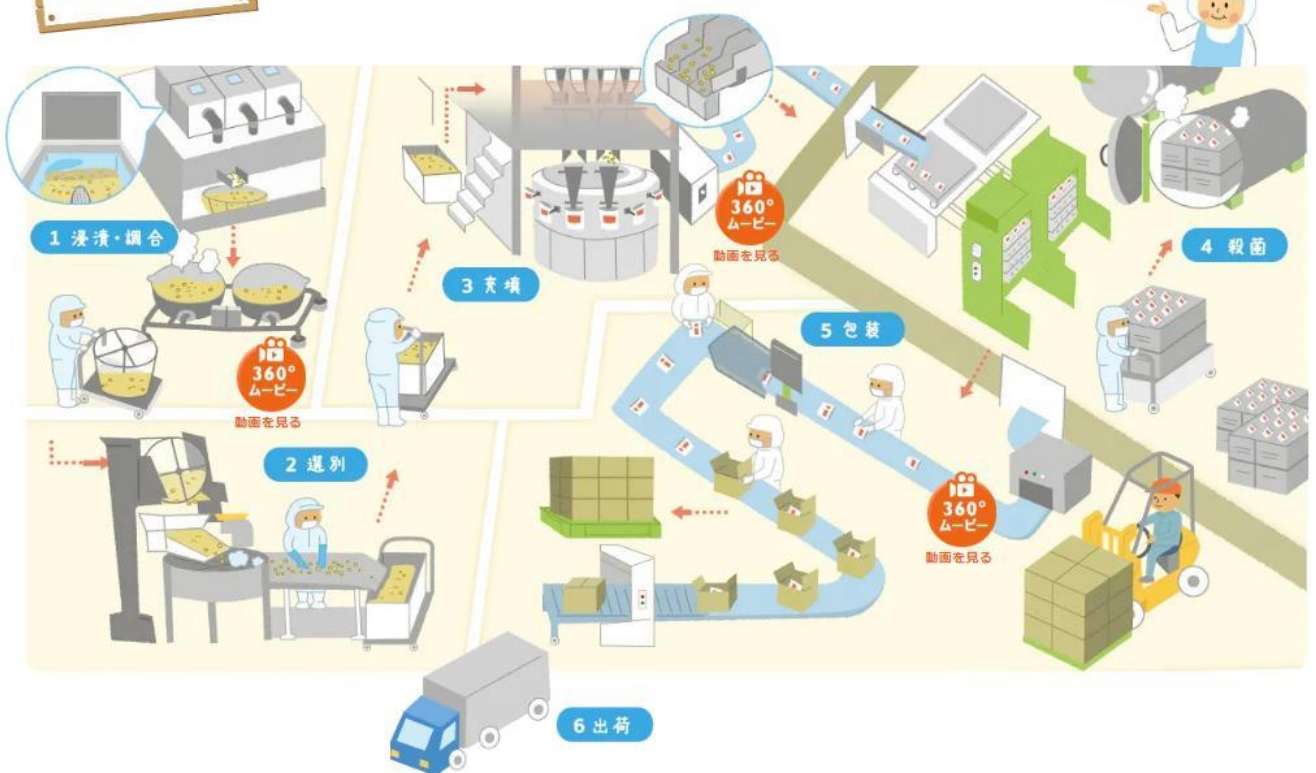 1 浸漬・調合
360°
ムービー
動画を見る
2 選別
3 充填
360°
ムービー
動画を見る
4 殺菌
5 包装
360°
ムービー
動画を見る
6 出荷